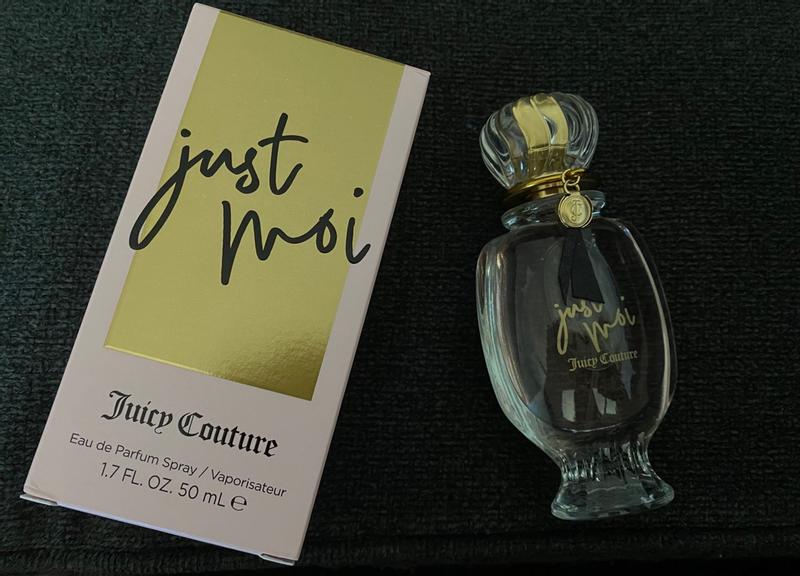 just
moi
Juicy Couture
Eau de Parfum Spray / Vaporisateur
1.7 FL. OZ. 50 mL ℮
JC
just
moi
Juicy Couture